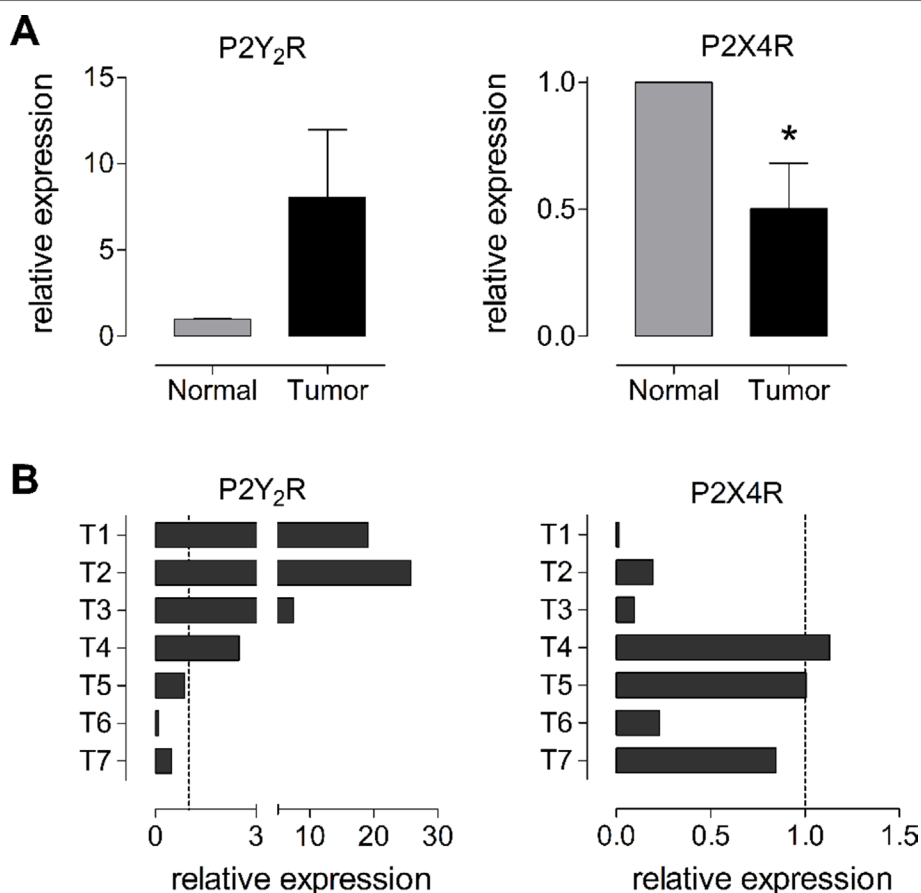 A
P2Y₂R
relative expression
15
10
5
0
Normal Tumor
P2X4R
relative expression
1.0
0.5
0.0
*
Normal Tumor
B
P2Y₂R
T1
T2
T3
T4
T5
T6
T7
0 3 10 20 30
relative expression
P2X4R
T1
T2
T3
T4
T5
T6
T7
0.0 0.5 1.0 1.5
relative expression